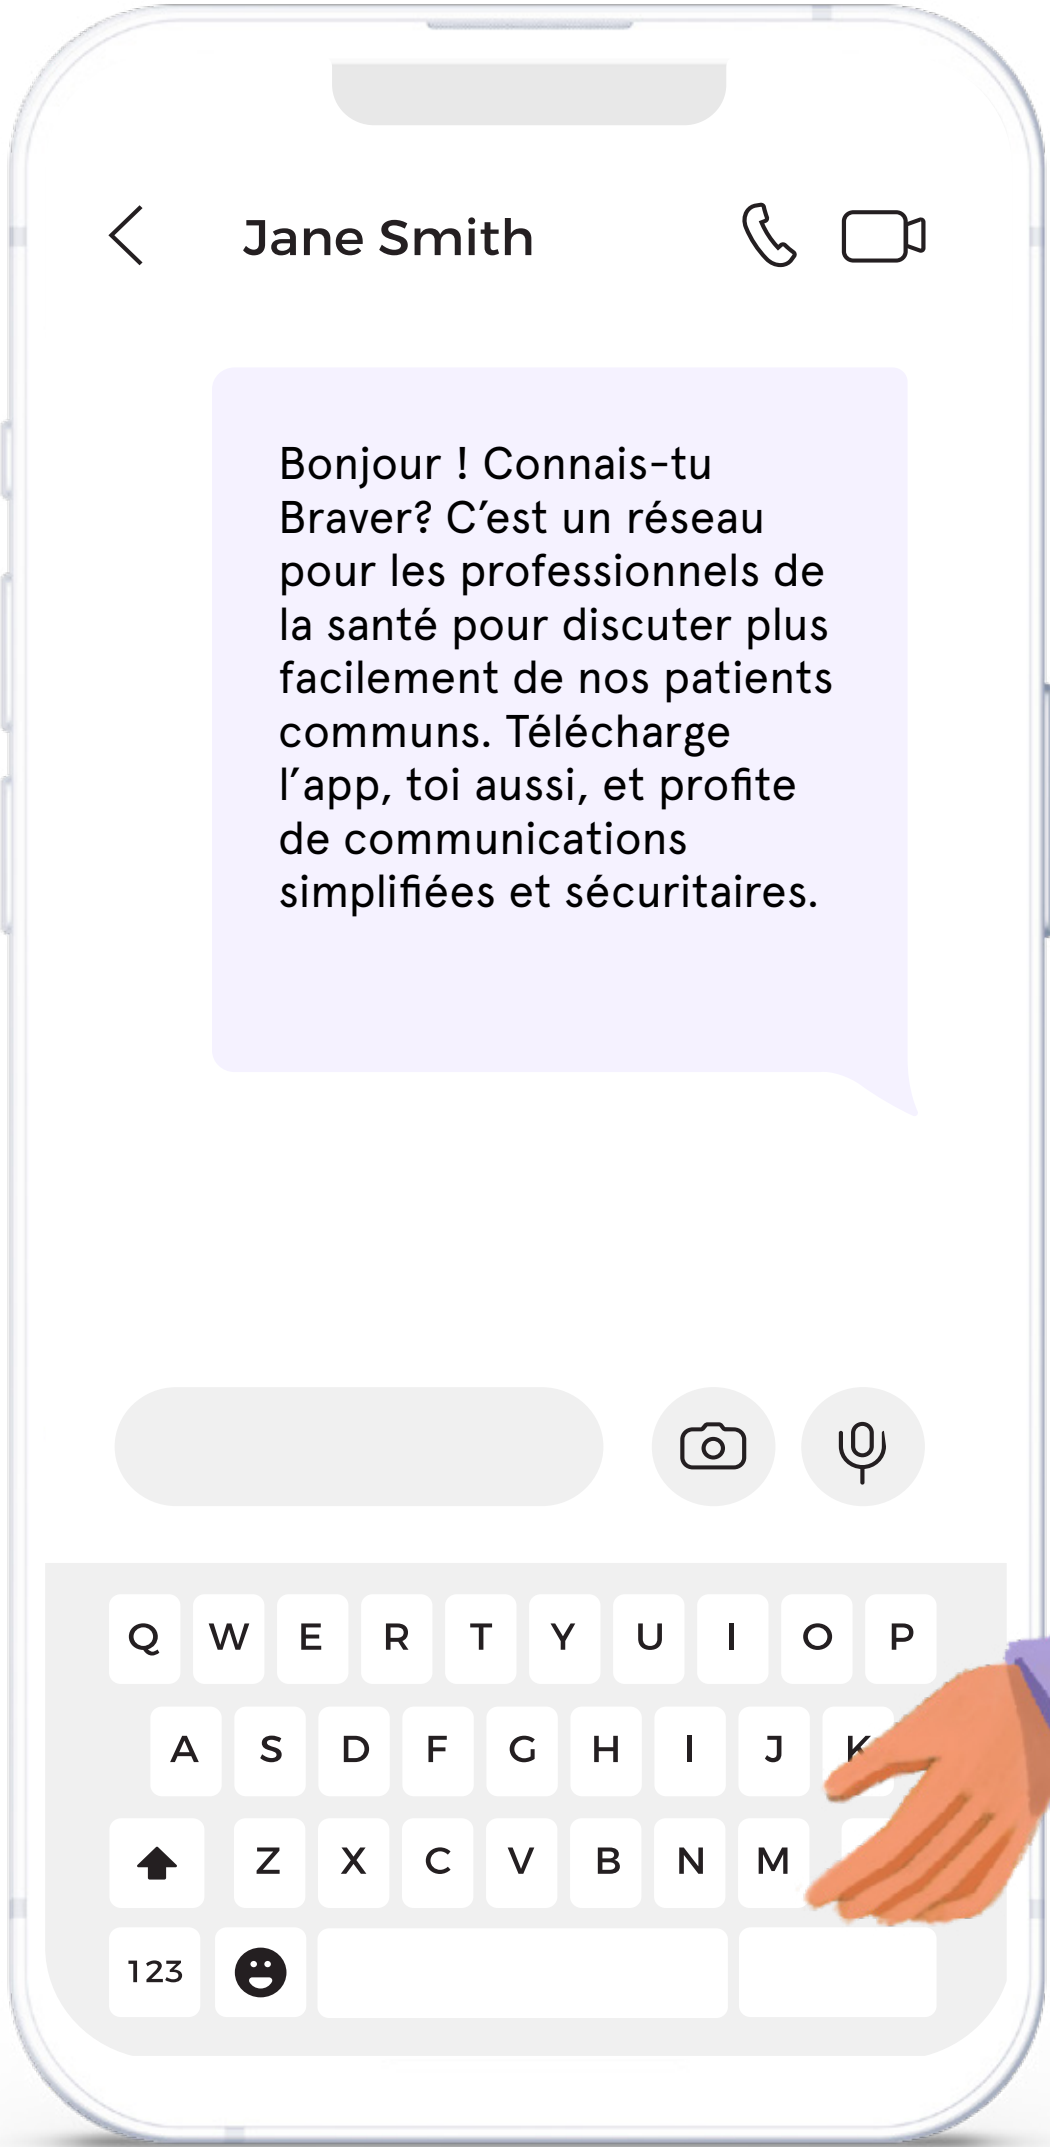 Jane Smith
Bonjour ! Connais-tu
Braver? C’est un réseau
pour les professionnels de
la santé pour discuter plus
facilement de nos patients
communs. Télécharge
l’app, toi aussi, et profite
de communications
simplifiées et sécuritaires.
Q W E R T Y U I O P
A S D F G H I J K
Z X C V B N M
123